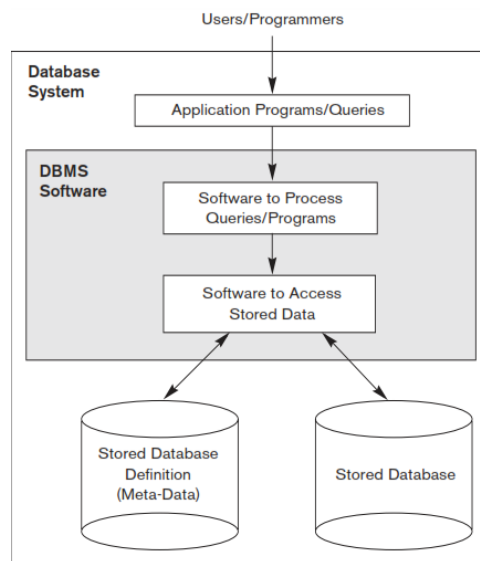 Users/Programmers
Database
System
Application Programs/Queries
DBMS
Software
Software to Process
Queries/Programs
Software to Access
Stored Data
Stored Database
Definition
(Meta-Data)
Stored Database